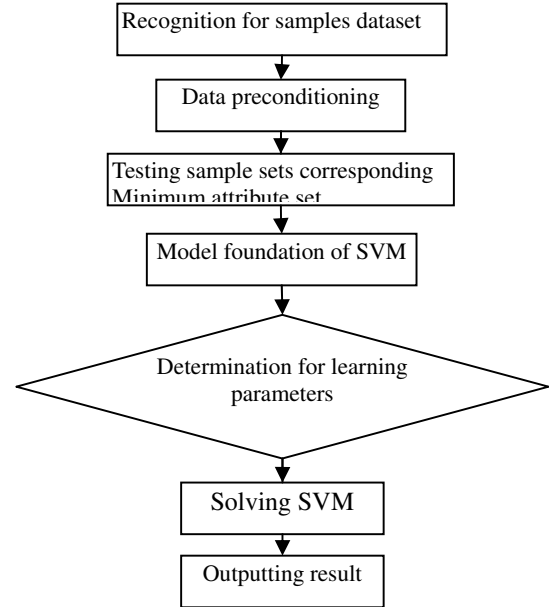 Recognition for samples dataset
Data preconditioning
Testing sample sets corresponding
Minimum attribute set
Model foundation of SVM
Determination for learning
parameters
Solving SVM
Outputting result